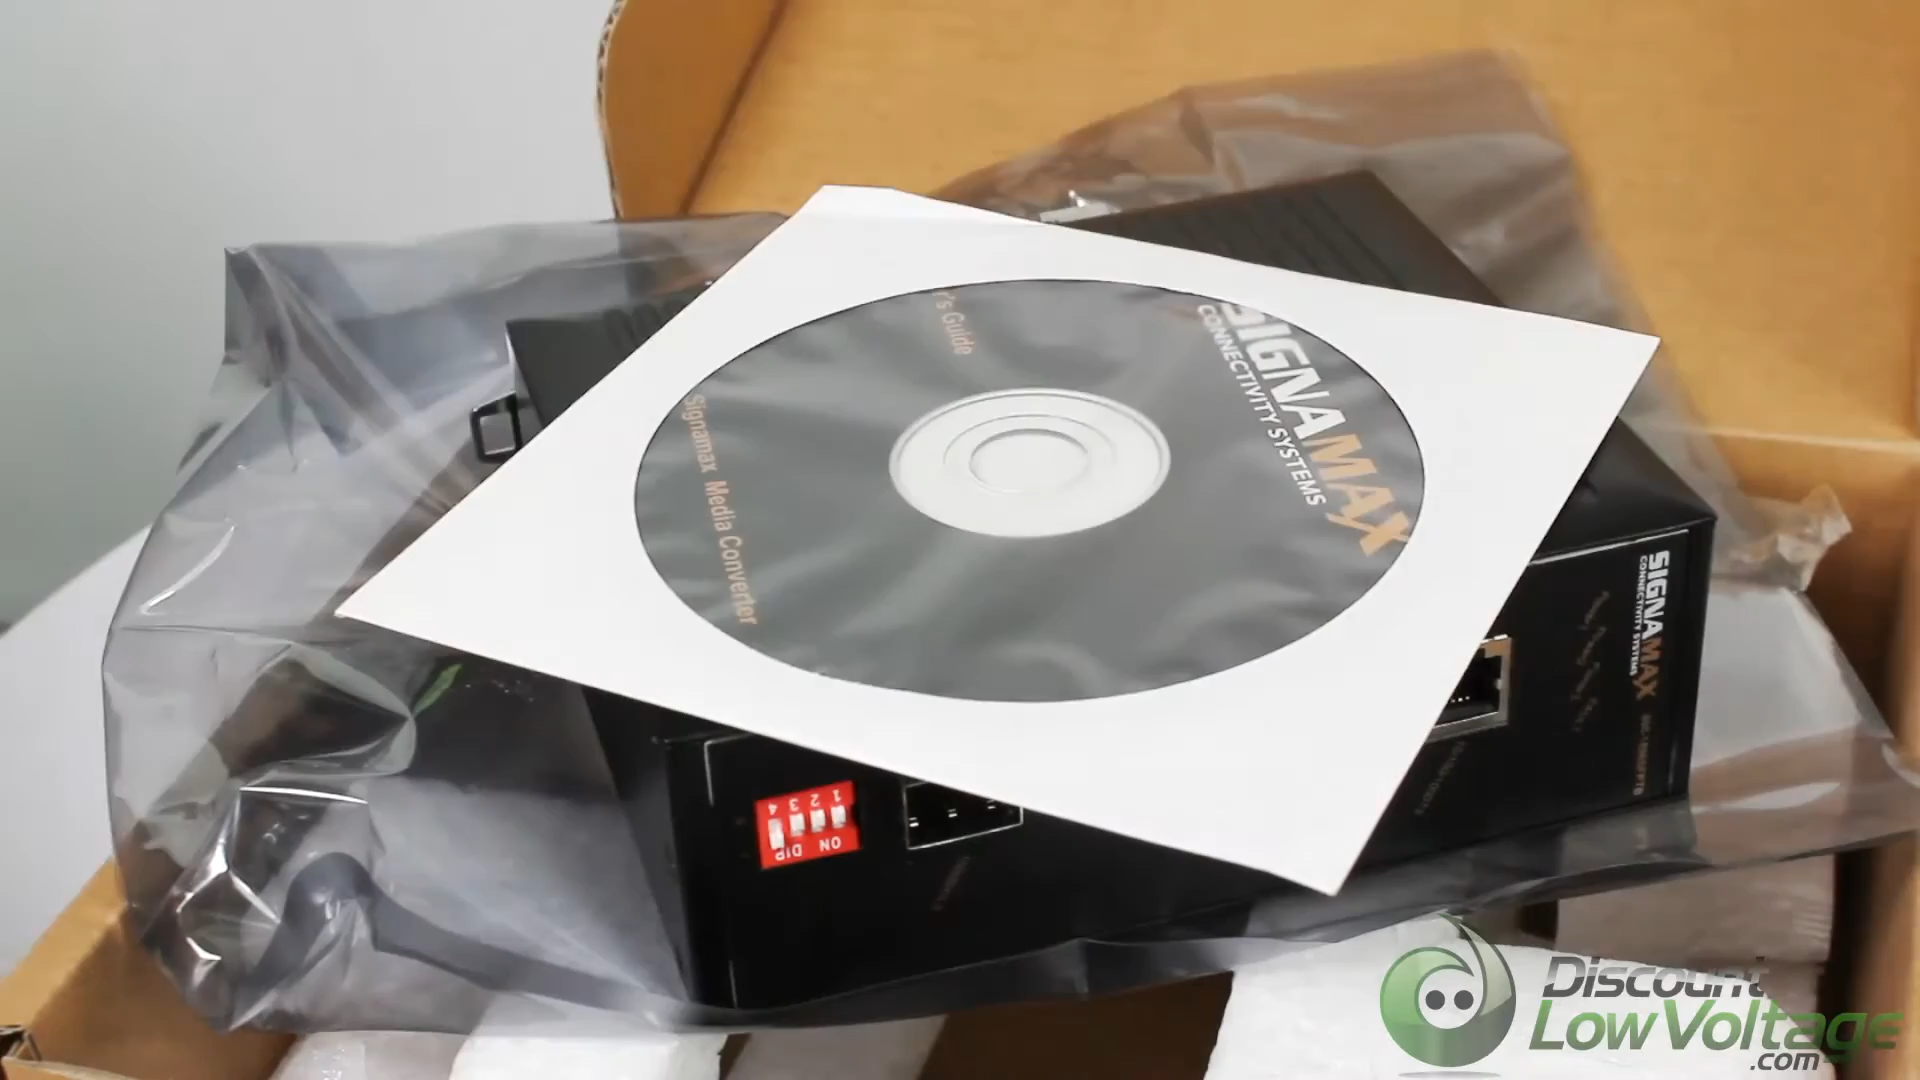 r's Guide
SIGNAMAX
CONNECTIVITY SYSTEMS
Signamax Media Converter
SIGNAMAX
CONNECTIVITY SYSTEMS
1 2 3 4
ON DIP
Discount
LowVoltage
.com